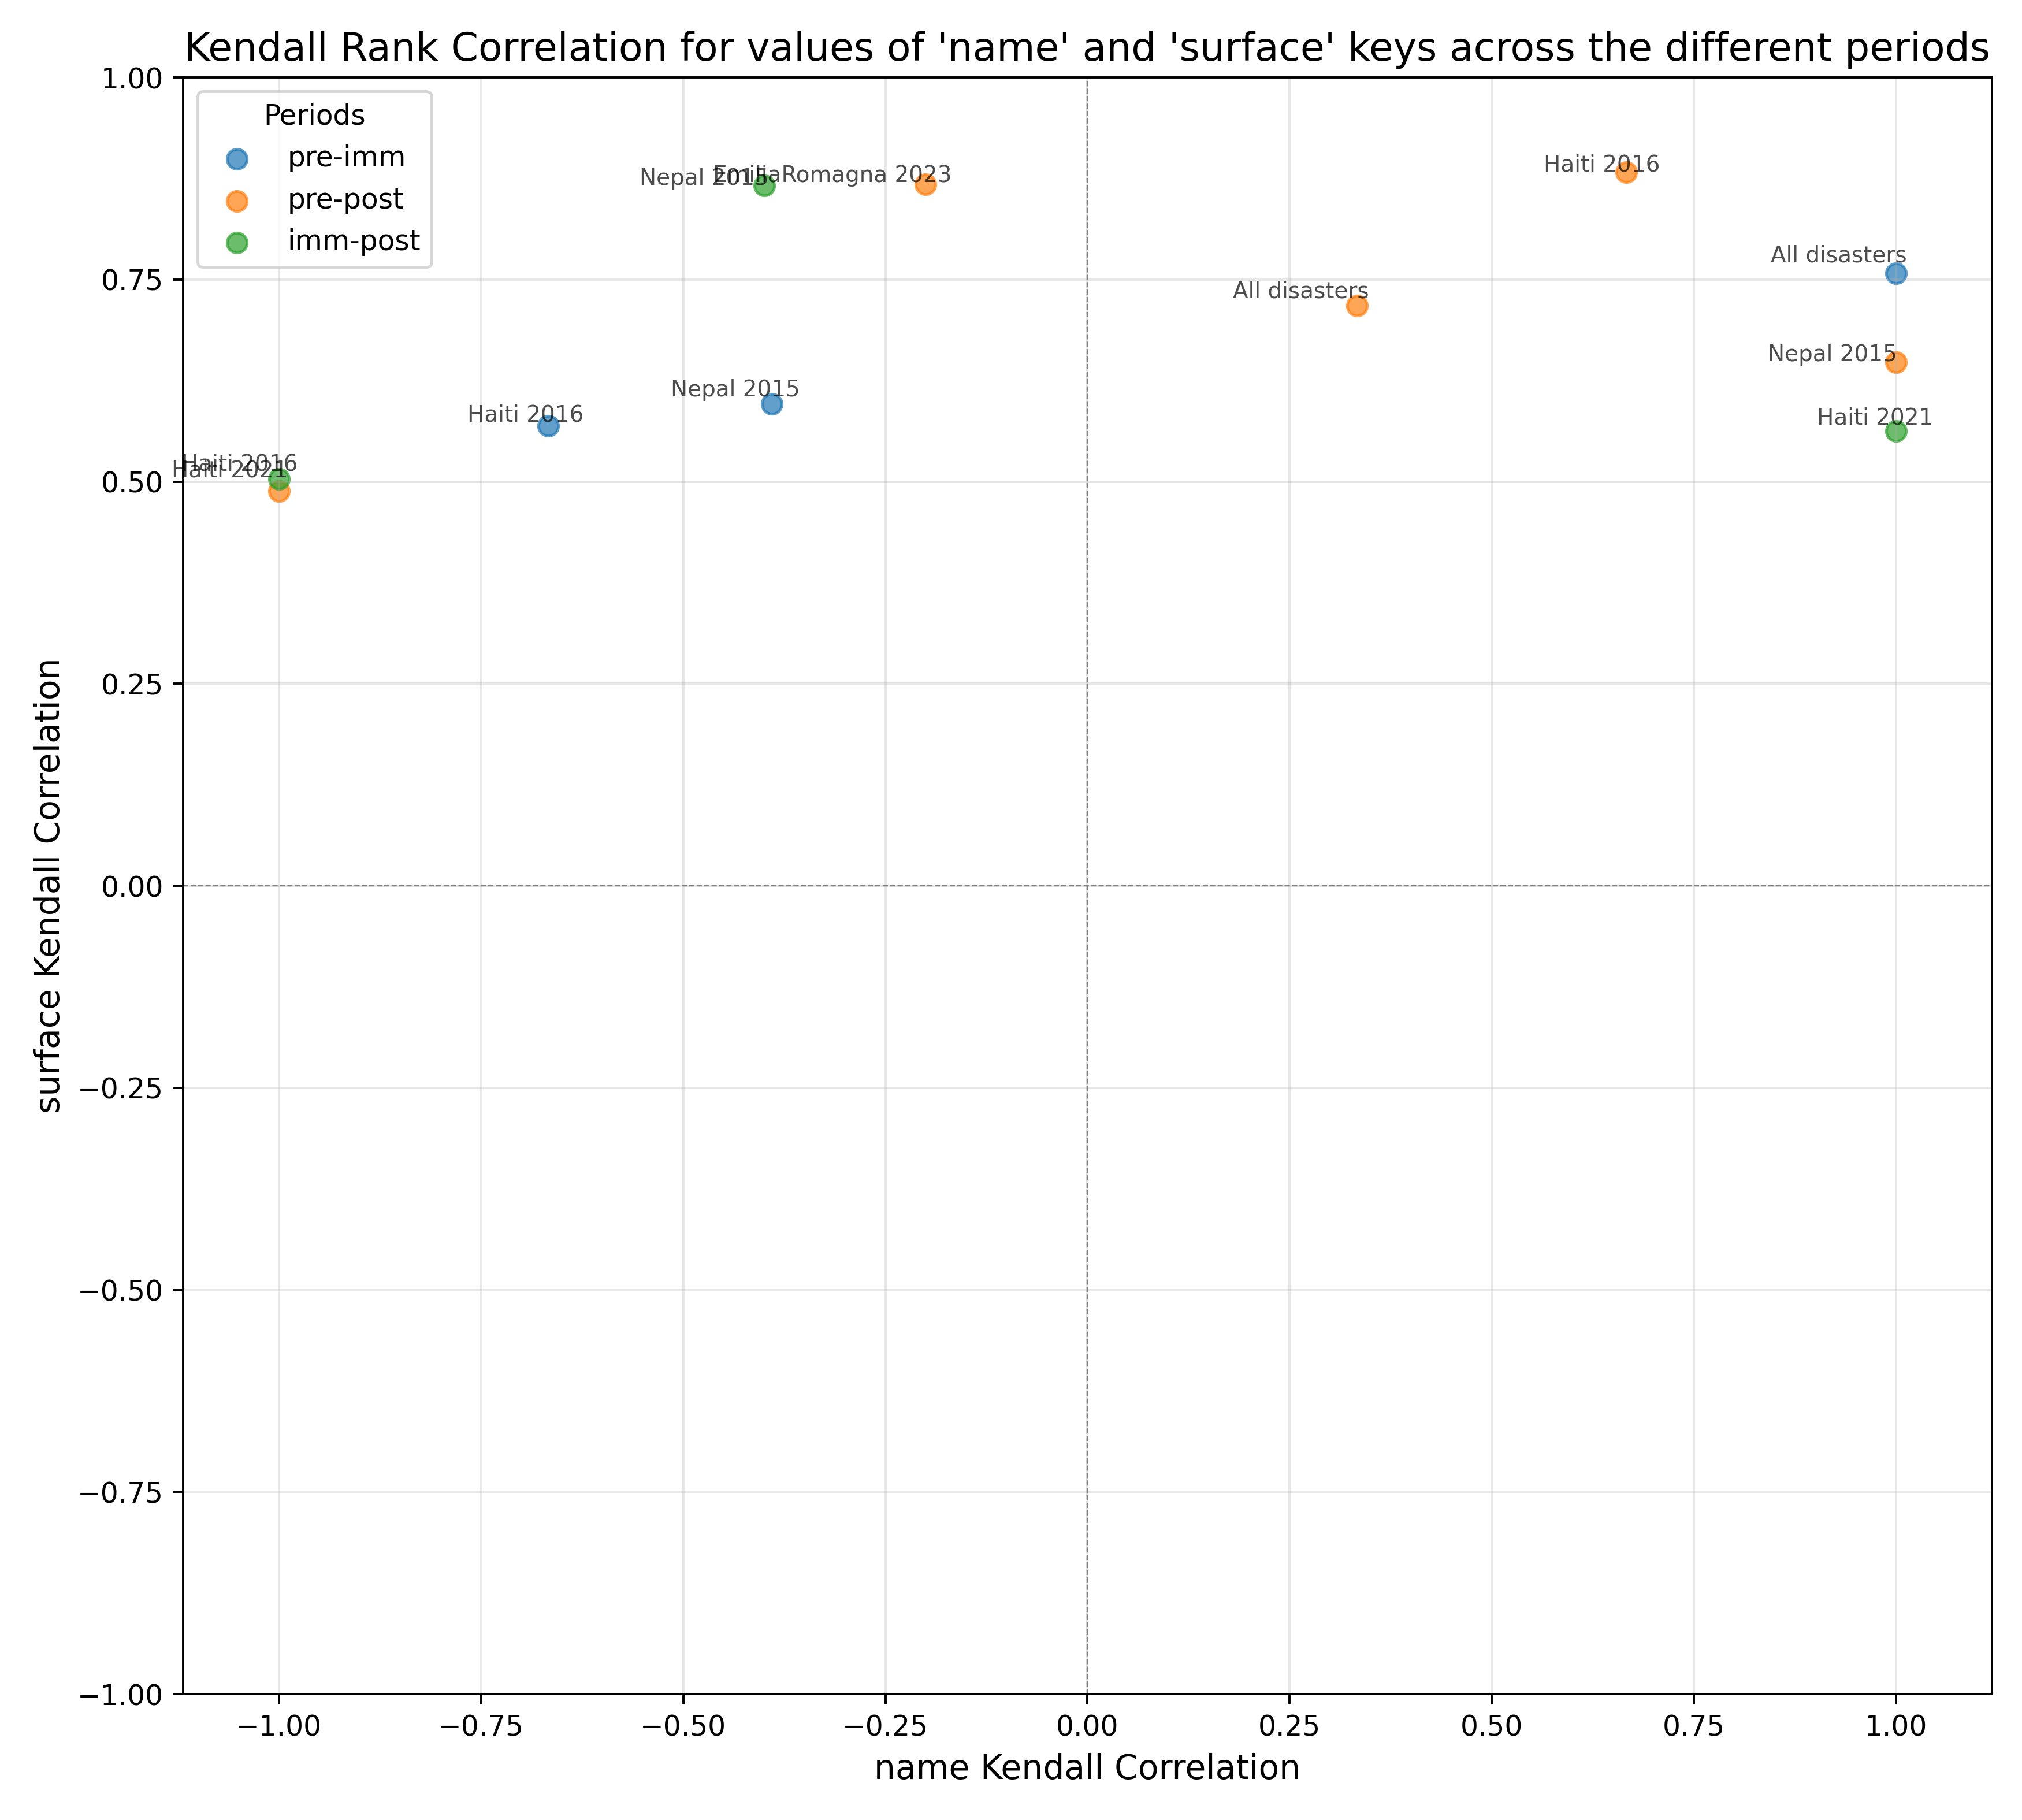 Kendall Rank Correlation for values of 'name' and 'surface' keys across the different periods
1.00
0.75
0.50
0.25
0.00
−0.25
−0.50
−0.75
−1.00
surface Kendall Correlation
Periods
pre-imm
pre-post
imm-post
Nepal 2015
EmiliaRomagna 2023
Haiti 2016
All disasters
All disasters
Nepal 2015
Nepal 2015
Haiti 2016
Haiti 2021
Haiti 2016
Haiti 2021
−1.00
−0.75
−0.50
−0.25
0.00
0.25
0.50
0.75
1.00
name Kendall Correlation